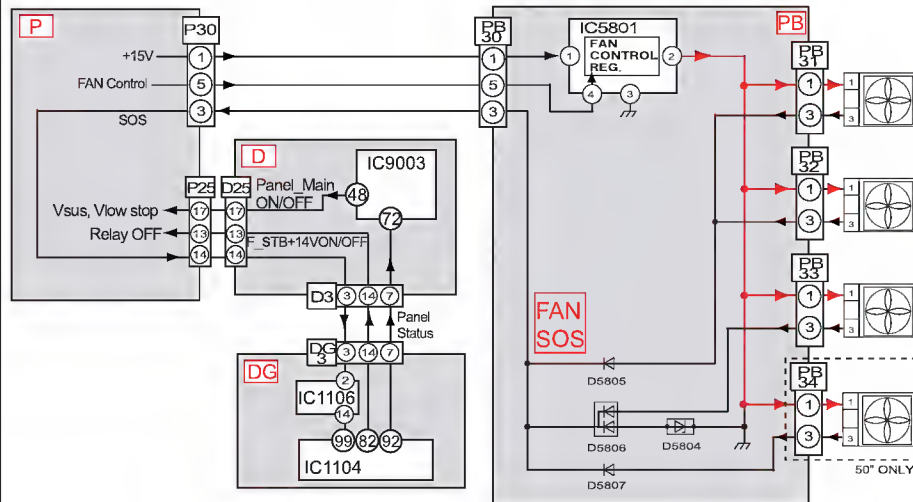 P
P30
PB
30
IC5801
PB
+15V
1
1
1
FAN
CONTROL
REG.
2
PB
31
FAN Control
5
5
4
3
1
1
SOS
3
3
3
3
D
IC9003
PB
32
P25
D25
Panel_Main
ON/OFF
48
1
1
Vsus, Vlow stop
17
17
72
3
3
Relay OFF
13
13
F_STB+14VON/OFF
14
14
PB
33
D3
3
14
7
1
1
Panel
Status
FAN
SOS
3
3
DG
3
3
14
7
DG
2
IC1106
14
D5805
PB
34
99
82
92
1
1
IC1104
D5806
D5804
3
3
D5807
50" ONLY